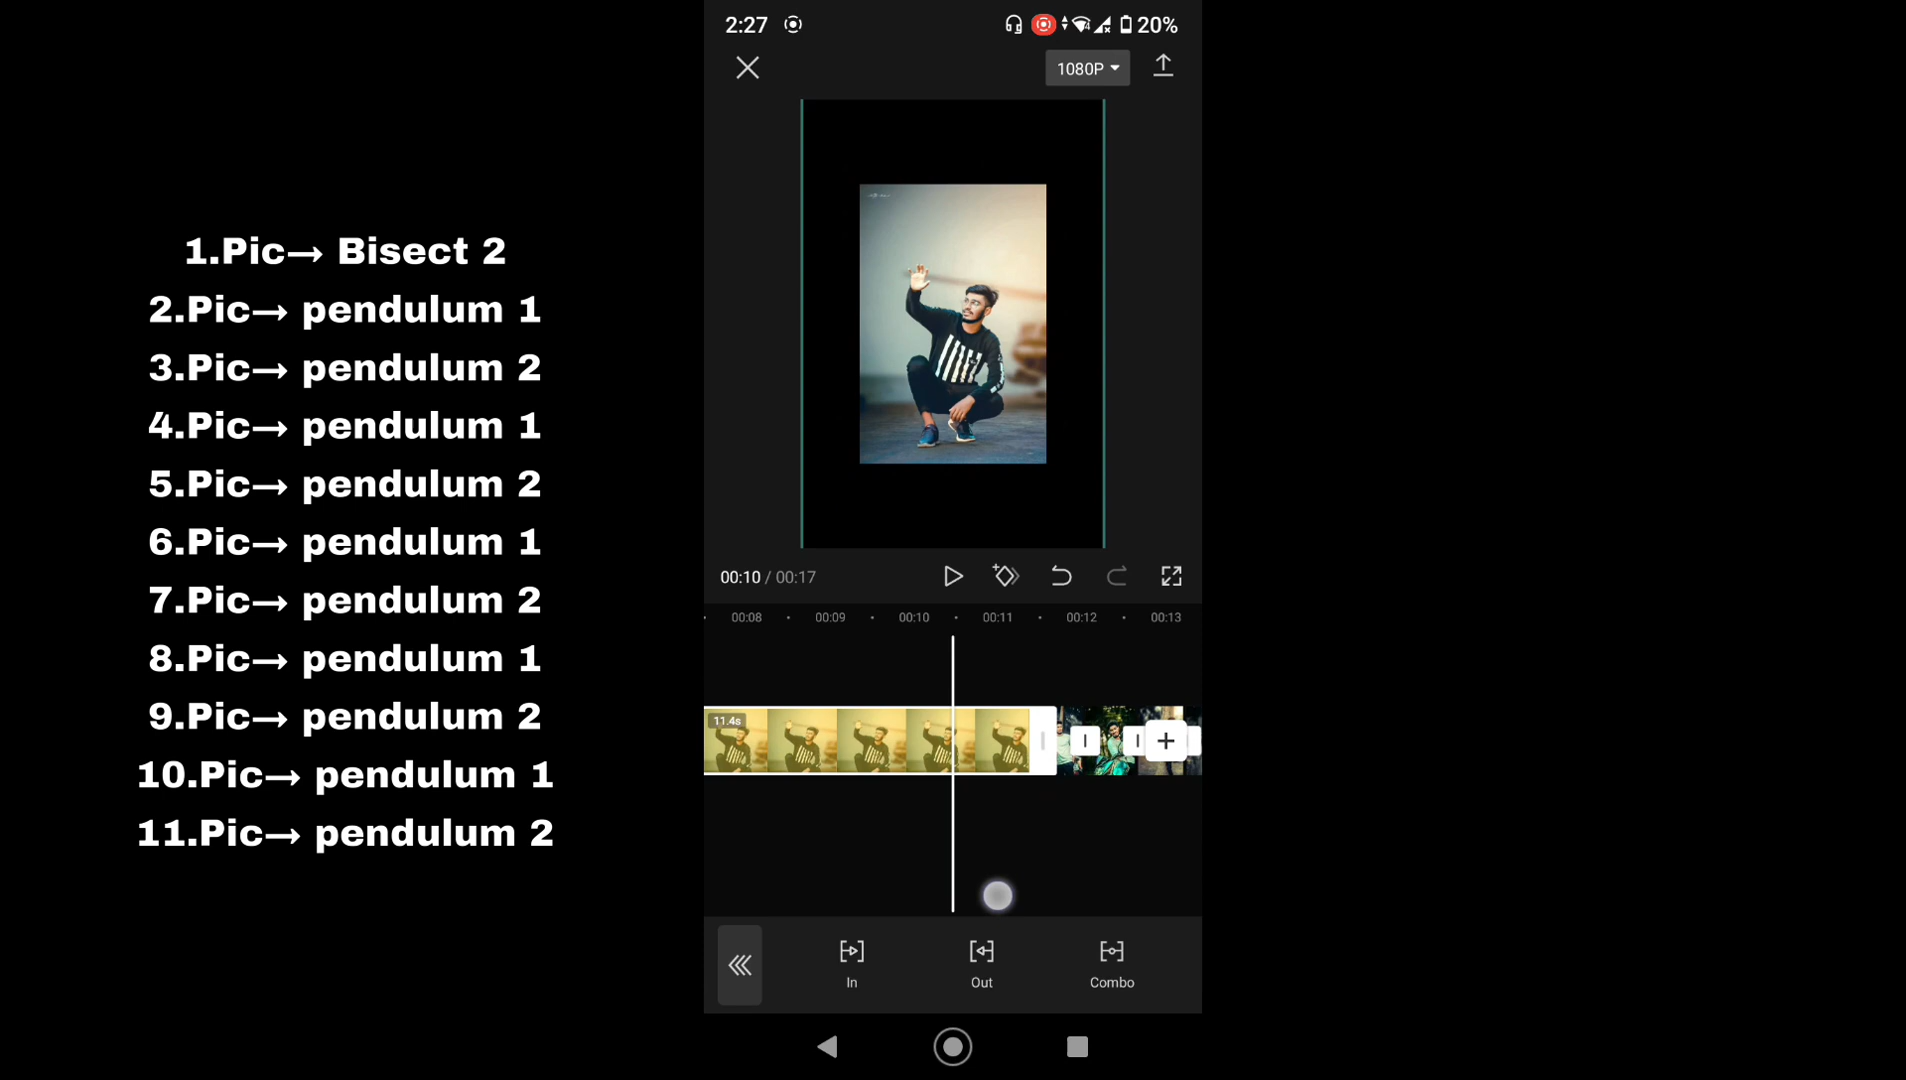 2:27
20%
1080P
1.Pic→ Bisect 2
2.Pic→ pendulum 1
3.Pic→ pendulum 2
4.Pic→ pendulum 1
5.Pic→ pendulum 2
6.Pic→ pendulum 1
7.Pic→ pendulum 2
8.Pic→ pendulum 1
9.Pic→ pendulum 2
10.Pic→ pendulum 1
11.Pic→ pendulum 2
00:10 / 00:17
00:08 00:09 00:10 00:11 00:12 00:13
11.4s
In Out Combo